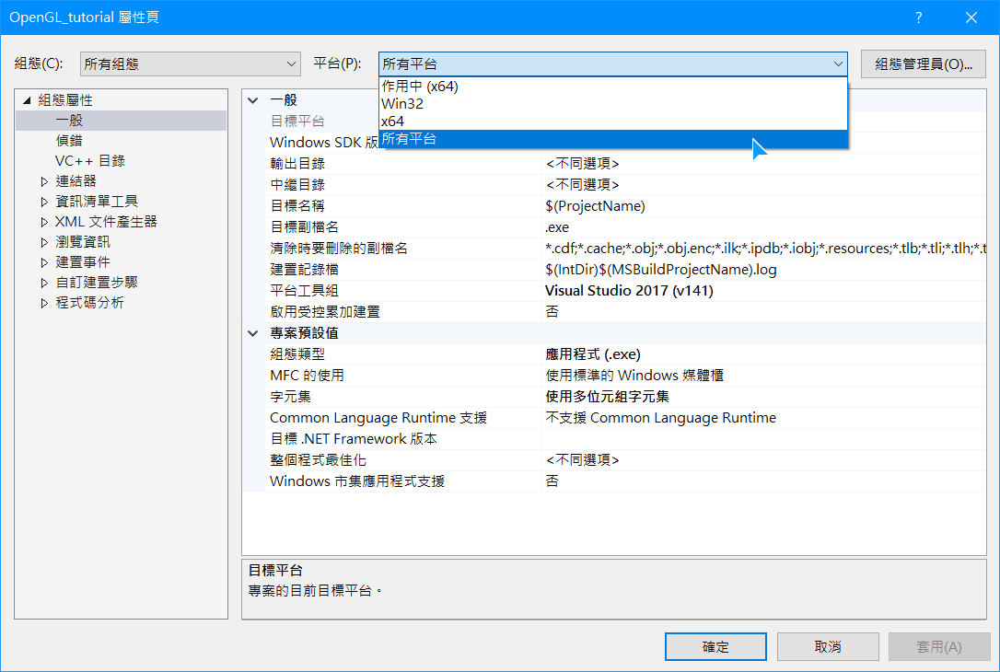 OpenGL_tutorial 屬性頁
組態(C): 所有組態 平台(P): 所有平台 組態管理員(O)...
作用中 (x64)
Win32
x64
所有平台
組態屬性
一般
偵錯
VC++ 目錄
連結器
資訊清單工具
XML 文件產生器
瀏覽資訊
建置事件
自訂建置步驟
程式碼分析
一般
目標平台
Windows SDK 版
輸出目錄 <不同選項>
中繼目錄 <不同選項>
目標名稱 $(ProjectName)
目標副檔名 .exe
清除時要刪除的副檔名 *.cdf;*.cache;*.obj;*.obj.enc;*.ilk;*.ipdb;*.iobj;*.resources;*.tlb;*.tli;*.tlh;*.t
建置記錄檔 $(IntDir)$(MSBuildProjectName).log
平台工具組 Visual Studio 2017 (v141)
啟用受控累加建置 否
專案預設值
組態類型 應用程式 (.exe)
MFC 的使用 使用標準的 Windows 媒體櫃
字元集 使用多位元組字元集
Common Language Runtime 支援 不支援 Common Language Runtime
目標 .NET Framework 版本
整個程式最佳化 <不同選項>
Windows 市集應用程式支援 否
目標平台
專案的目前目標平台。
確定 取消 套用(A)